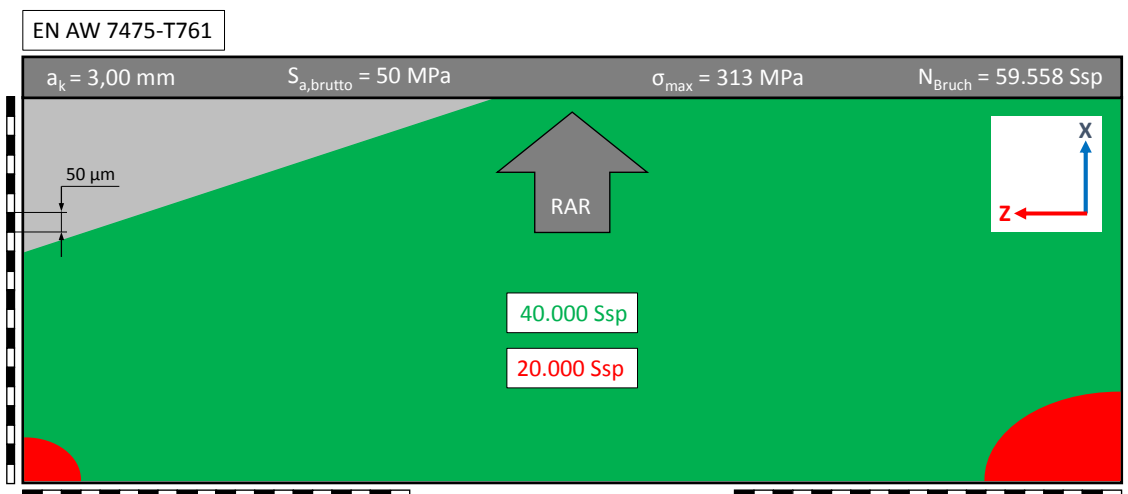 EN AW 7475-T761
a_k = 3,00 mm S_a,brutto = 50 MPa σ_max = 313 MPa N_Bruch = 59.558 Ssp
50 µm
X
RAR
Z
40.000 Ssp
20.000 Ssp